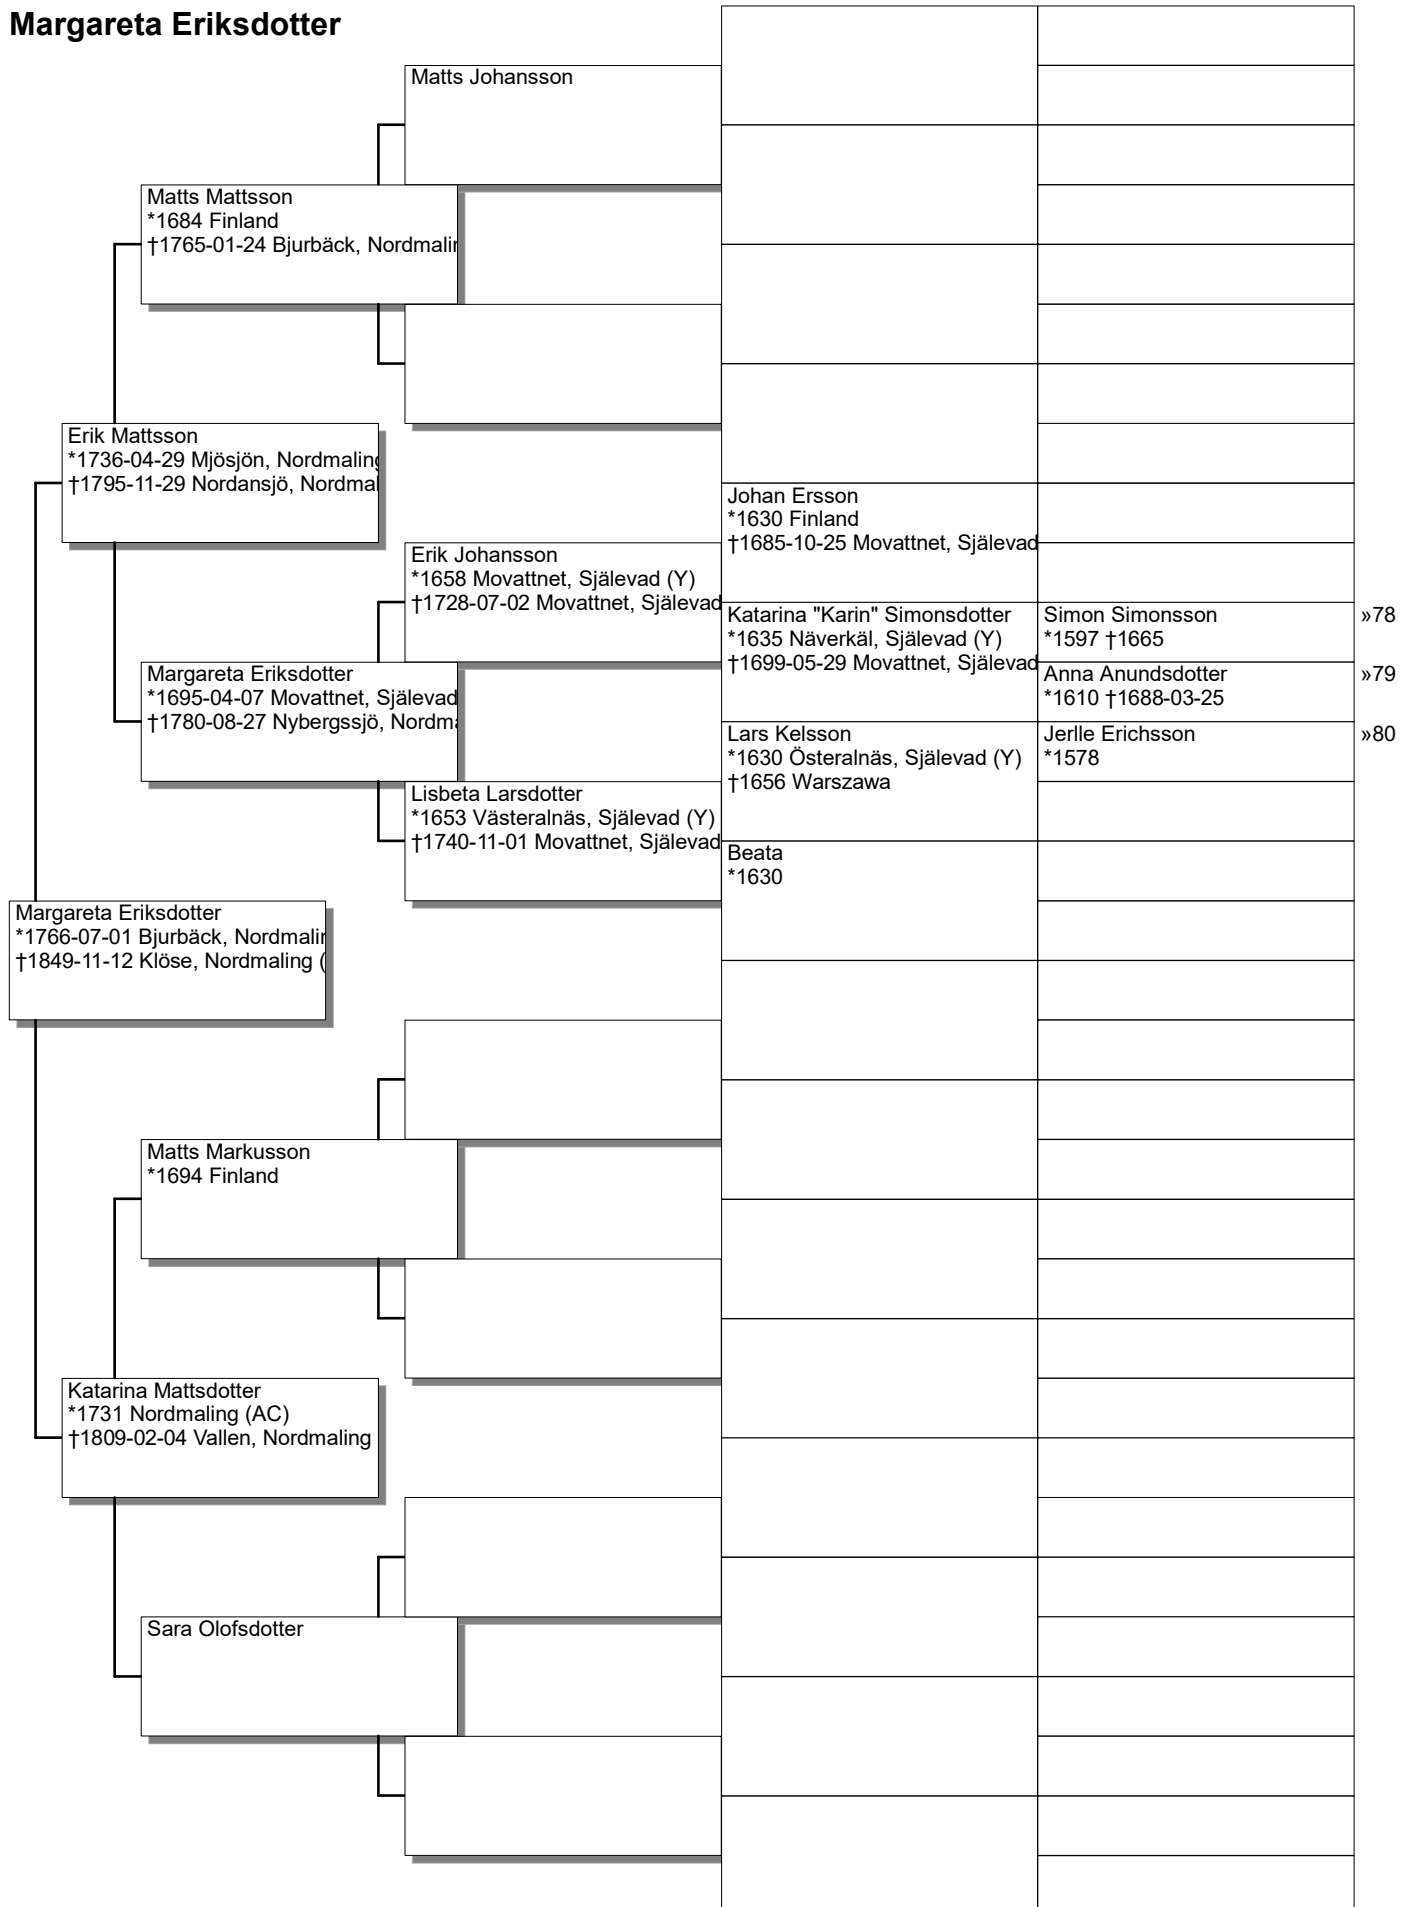 Margareta Eriksdotter
Matts Johansson
Matts Mattsson
*1684 Finland
†1765-01-24 Bjurbäck, Nordmalin
Erik Mattsson
*1736-04-29 Mjösjön, Nordmaling
†1795-11-29 Nordansjö, Nordmal
Johan Ersson
*1630 Finland
†1685-10-25 Movattnet, Själevad
Erik Johansson
*1658 Movattnet, Själevad (Y)
†1728-07-02 Movattnet, Själevad
Katarina "Karin" Simonsdotter
*1635 Näverkäl, Själevad (Y)
†1699-05-29 Movattnet, Själevad
Simon Simonsson
*1597 †1665
»78
Margareta Eriksdotter
*1695-04-07 Movattnet, Själevad
†1780-08-27 Nybergssjö, Nordma
Anna Anundsdotter
*1610 †1688-03-25
»79
Lars Kelsson
*1630 Österalnäs, Själevad (Y)
†1656 Warszawa
Jerlle Erichsson
*1578
»80
Lisbeta Larsdotter
*1653 Västeralnäs, Själevad (Y)
†1740-11-01 Movattnet, Själevad
Beata
*1630
Margareta Eriksdotter
*1766-07-01 Bjurbäck, Nordmalin
†1849-11-12 Klöse, Nordmaling (
Matts Markusson
*1694 Finland
Katarina Mattsdotter
*1731 Nordmaling (AC)
†1809-02-04 Vallen, Nordmaling
Sara Olofsdotter